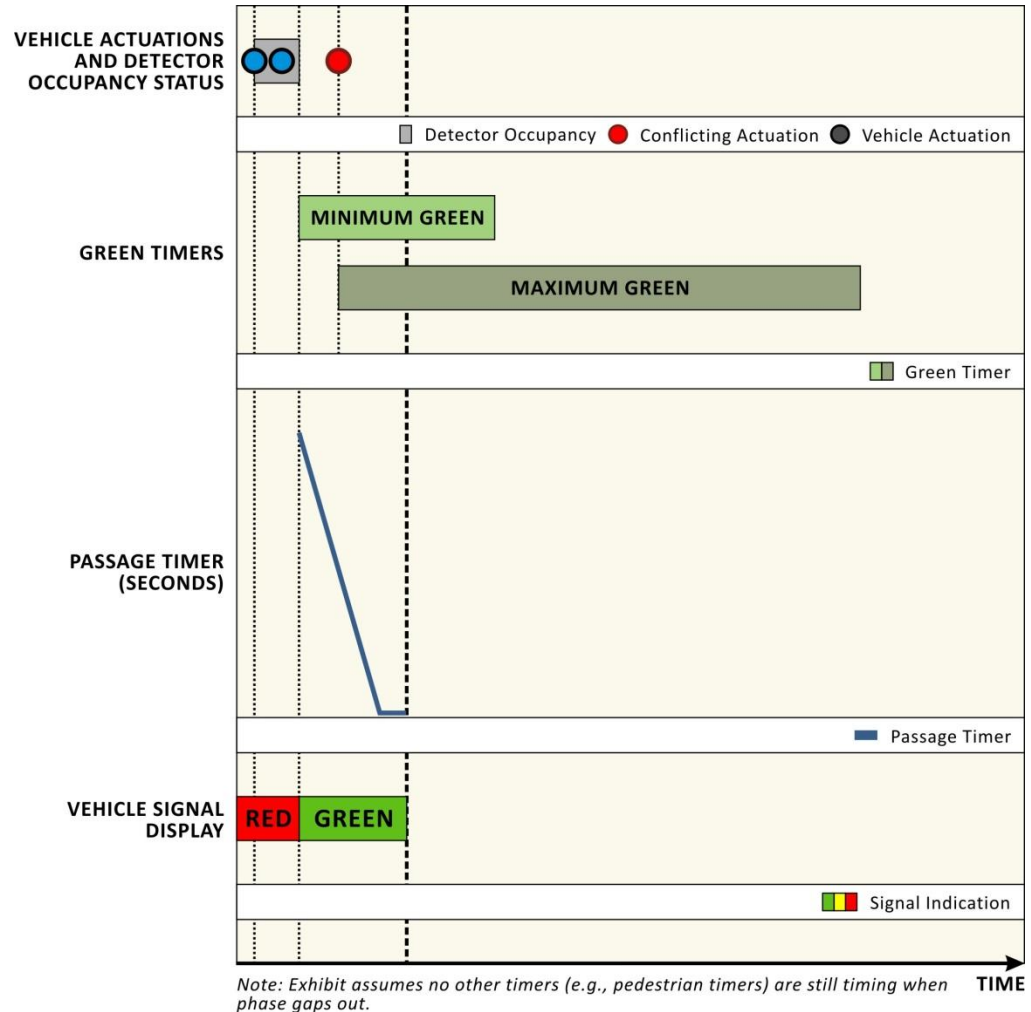 VEHICLE ACTUATIONS
AND DETECTOR
OCCUPANCY STATUS
Detector Occupancy Conflicting Actuation Vehicle Actuation
GREEN TIMERS
MINIMUM GREEN
MAXIMUM GREEN
Green Timer
PASSAGE TIMER
(SECONDS)
Passage Timer
VEHICLE SIGNAL
DISPLAY
RED GREEN
Signal Indication
TIME
Note: Exhibit assumes no other timers (e.g., pedestrian timers) are still timing when
phase gaps out.